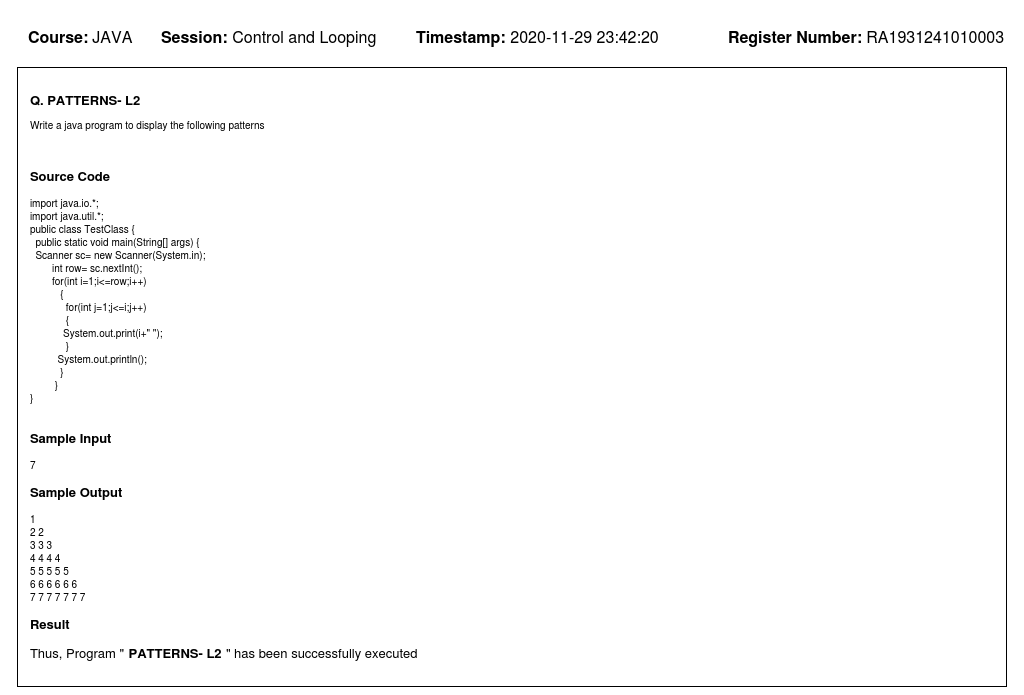 Course: JAVA Session: Control and Looping Timestamp: 2020-11-29 23:42:20 Register Number: RA1931241010003
Q. PATTERNS- L2
Write a java program to display the following patterns
Source Code
import java.io.*;
import java.util.*;
public class TestClass {
  public static void main(String[] args) {
  Scanner sc= new Scanner(System.in);
        int row= sc.nextInt();
        for(int i=1;i<=row;i++)
           {
             for(int j=1;j<=i;j++)
             {
            System.out.print(i+" ");
             }
          System.out.println();
           }
         }
}
Sample Input
7
Sample Output
1
2 2
3 3 3
4 4 4 4
5 5 5 5 5
6 6 6 6 6 6
7 7 7 7 7 7 7
Result
Thus, Program " PATTERNS- L2 " has been successfully executed